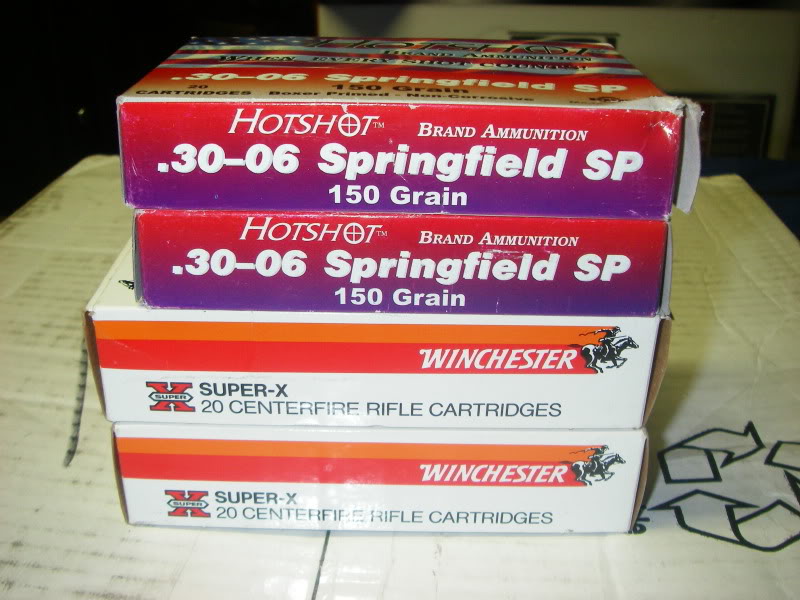 HOTSHOT
BRAND AMMUNITION
WHEN EVERY SHOT COUNTS!
.30-06 Springfield SP
150 Grain
20
CARTRIDGES Boxer Primed - Non-Corrosive
HOTSHOT™ BRAND AMMUNITION
.30–06 Springfield SP
150 Grain
HOTSHOT™ BRAND AMMUNITION
.30–06 Springfield SP
150 Grain
WINCHESTER
X SUPER SUPER-X
20 CENTERFIRE RIFLE CARTRIDGES
WINCHESTER
X SUPER SUPER-X
20 CENTERFIRE RIFLE CARTRIDGES